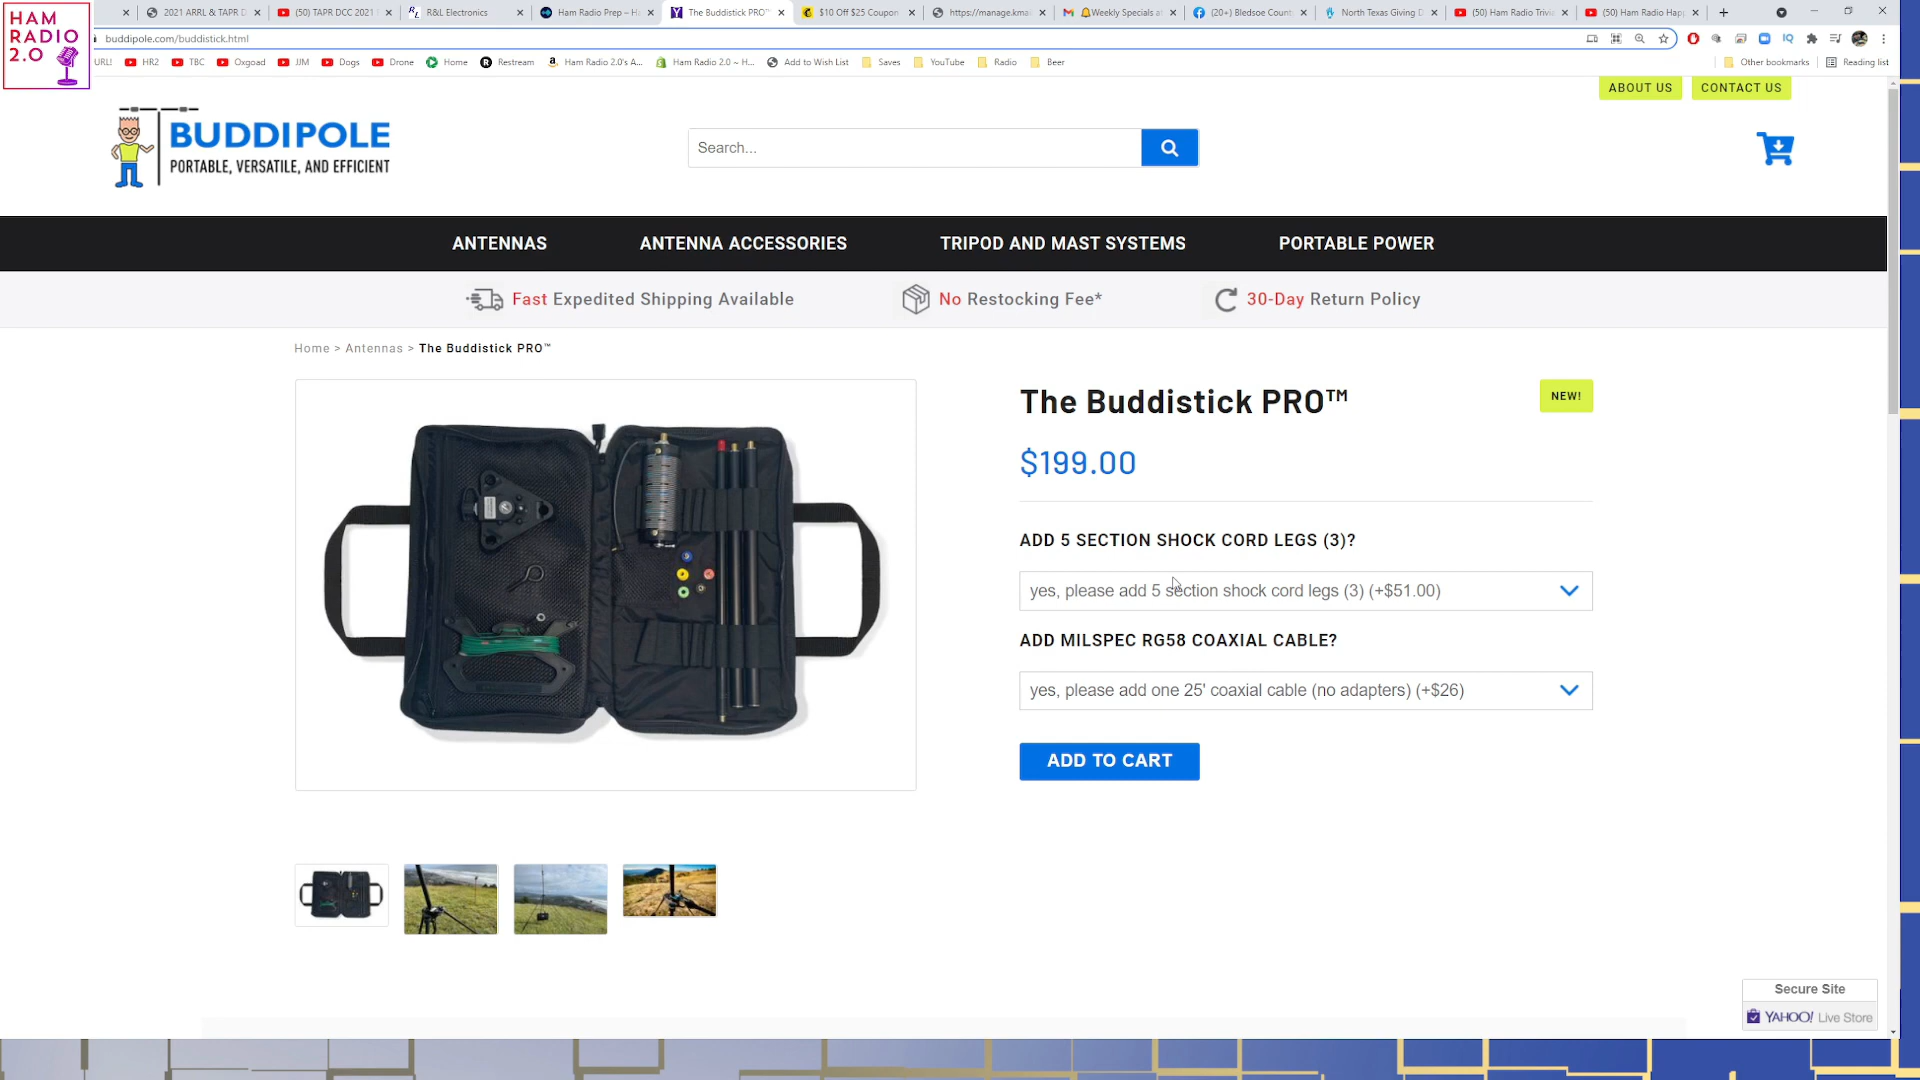 HAM
RADIO
2.0
2021 ARRL & TAPR D
(50) TAPR DCC 2021
R&L Electronics
Ham Radio Prep – H
The Buddistick PRO™
$10 Off $25 Coupon
https://manage.kmai
Weekly Specials a
(20+) Bledsoe Count
North Texas Giving D
(50) Ham Radio Trivia
(50) Ham Radio Hap
buddipole.com/buddistick.html
URL!
HR2
TBC
Oxgoad
JJM
Dogs
Drone
Home
Restream
Ham Radio 2.0's A...
Ham Radio 2.0 ~ H...
Add to Wish List
Saves
YouTube
Radio
Beer
Other bookmarks
Reading list
ABOUT US
CONTACT US
BUDDIPOLE
PORTABLE, VERSATILE, AND EFFICIENT
Search...
ANTENNAS
ANTENNA ACCESSORIES
TRIPOD AND MAST SYSTEMS
PORTABLE POWER
Fast Expedited Shipping Available
No Restocking Fee*
30-Day Return Policy
Home > Antennas > The Buddistick PRO™
The Buddistick PRO™
NEW!
$199.00
ADD 5 SECTION SHOCK CORD LEGS (3)?
yes, please add 5 section shock cord legs (3) (+$51.00)
ADD MILSPEC RG58 COAXIAL CABLE?
yes, please add one 25' coaxial cable (no adapters) (+$26)
ADD TO CART
Secure Site
YAHOO! Live Store